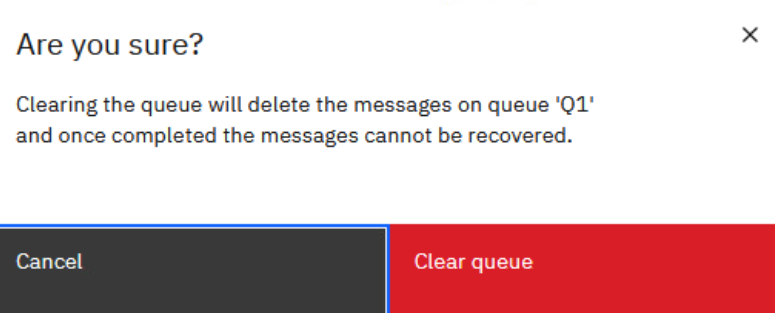 Are you sure?
Clearing the queue will delete the messages on queue 'Q1'
and once completed the messages cannot be recovered.
Cancel
Clear queue